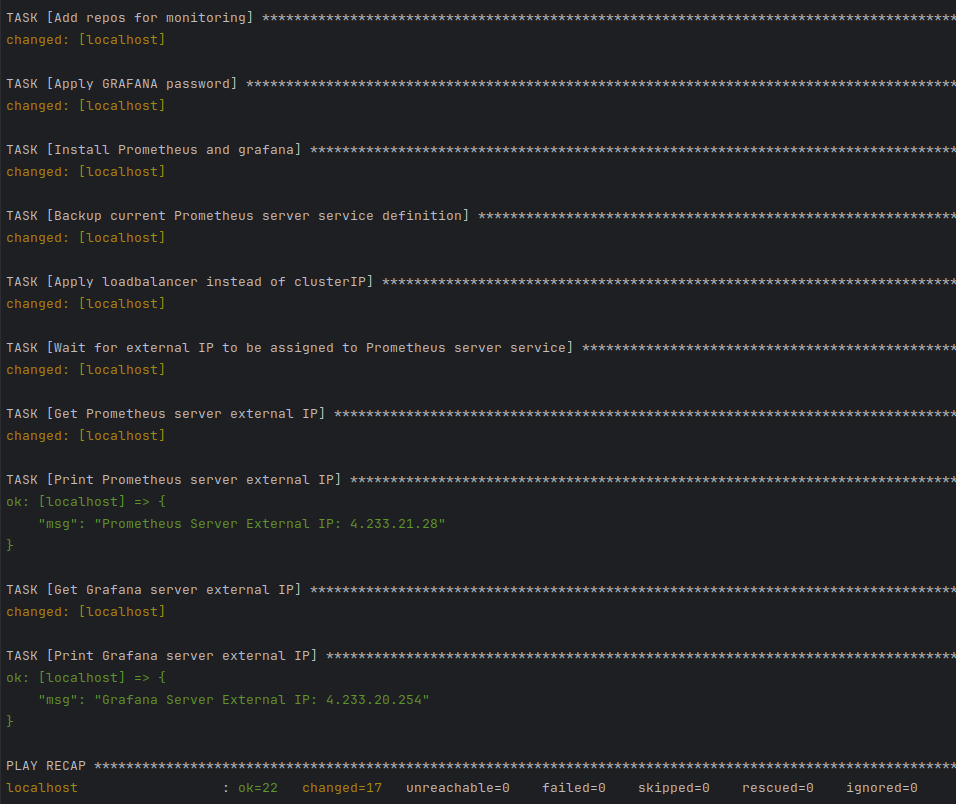 TASK [Add repos for monitoring] ***************************************************************************************
changed: [localhost]
TASK [Apply GRAFANA password] *****************************************************************************************
changed: [localhost]
TASK [Install Prometheus and grafana] *********************************************************************************
changed: [localhost]
TASK [Backup current Prometheus server service definition] ************************************************************
changed: [localhost]
TASK [Apply loadbalancer instead of clusterIP] ************************************************************************
changed: [localhost]
TASK [Wait for external IP to be assigned to Prometheus server service] ***********************************************
changed: [localhost]
TASK [Get Prometheus server external IP] ******************************************************************************
changed: [localhost]
TASK [Print Prometheus server external IP] ****************************************************************************
ok: [localhost] => {
    "msg": "Prometheus Server External IP: 4.233.21.28"
}
TASK [Get Grafana server external IP] *********************************************************************************
changed: [localhost]
TASK [Print Grafana server external IP] *******************************************************************************
ok: [localhost] => {
    "msg": "Grafana Server External IP: 4.233.20.254"
}
PLAY RECAP ************************************************************************************************************
localhost                  : ok=22   changed=17   unreachable=0    failed=0    skipped=0    rescued=0    ignored=0